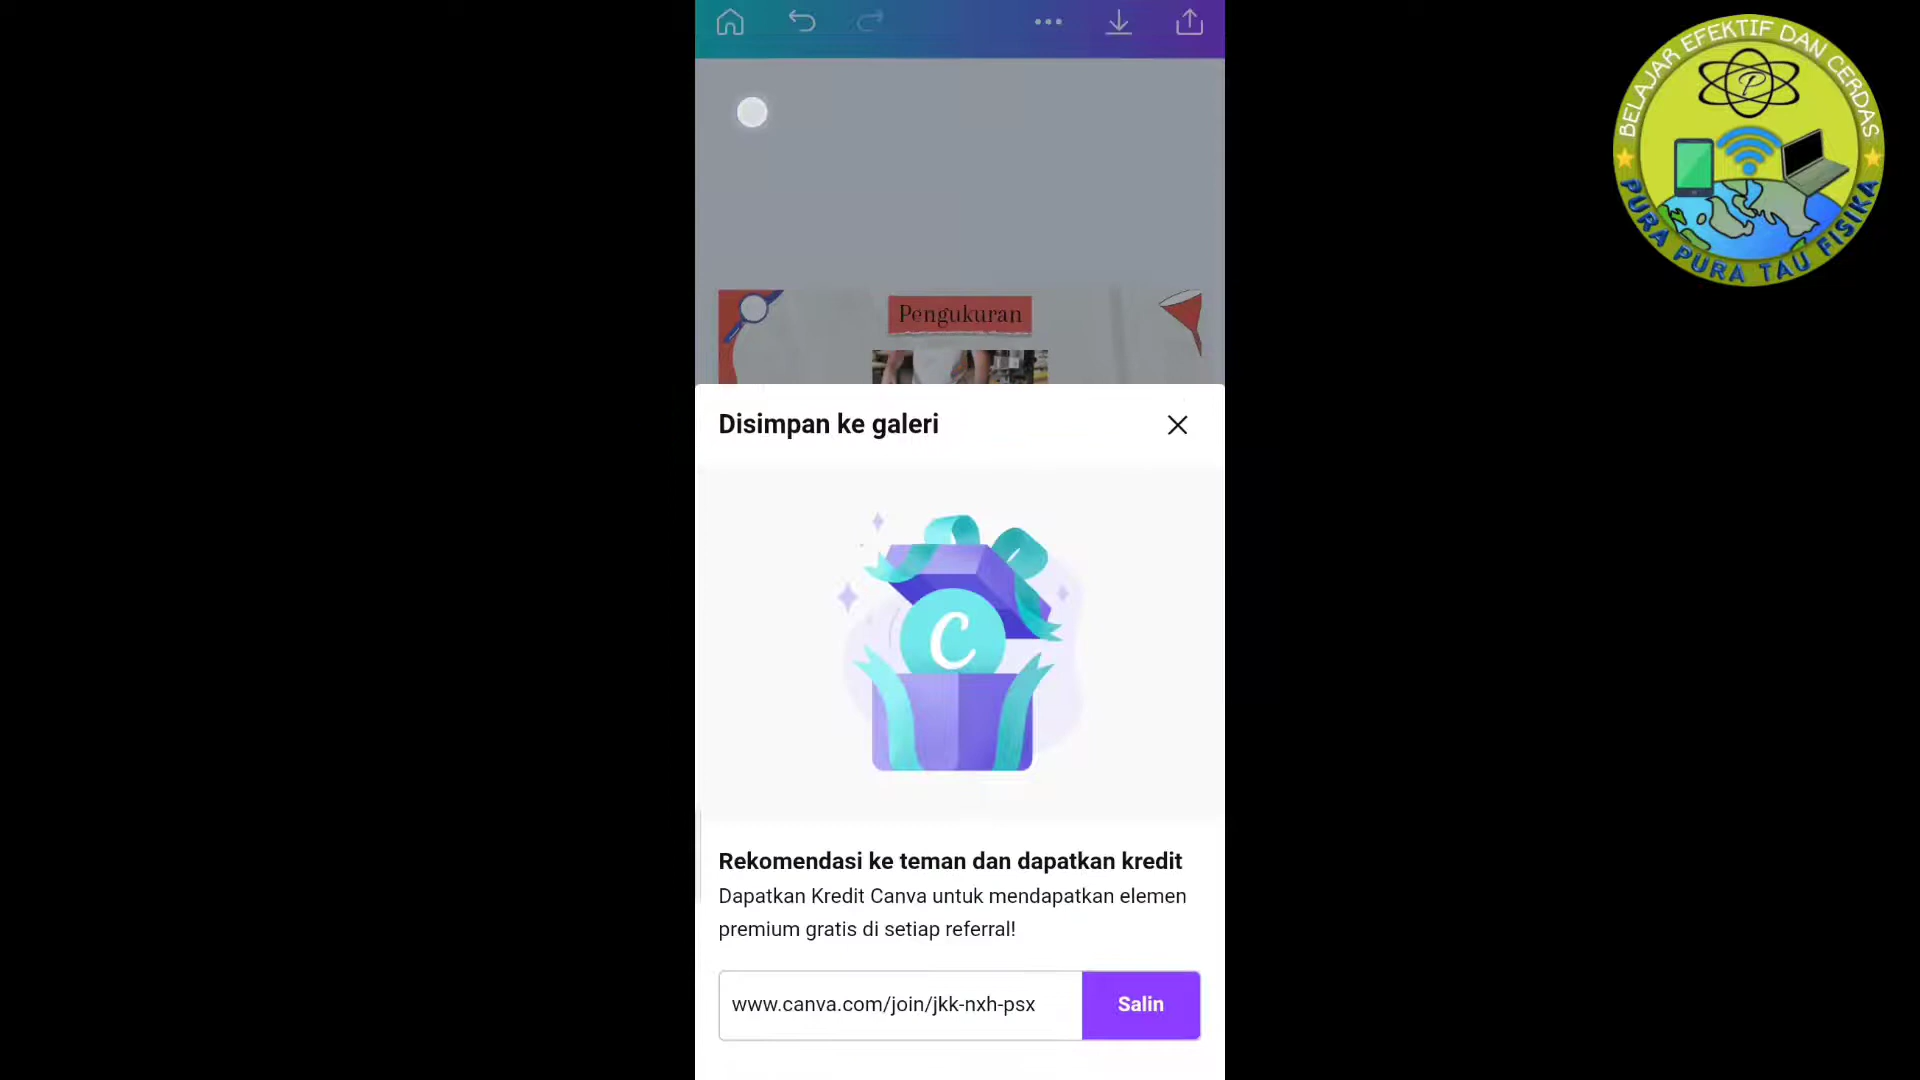 BELAJAR EFEKTIF DAN CERDAS
P
PURA PURA TAU FISIKA
Pengukuran
Disimpan ke galeri
C
Rekomendasi ke teman dan dapatkan kredit
Dapatkan Kredit Canva untuk mendapatkan elemen
premium gratis di setiap referral!
www.canva.com/join/jkk-nxh-psx
Salin